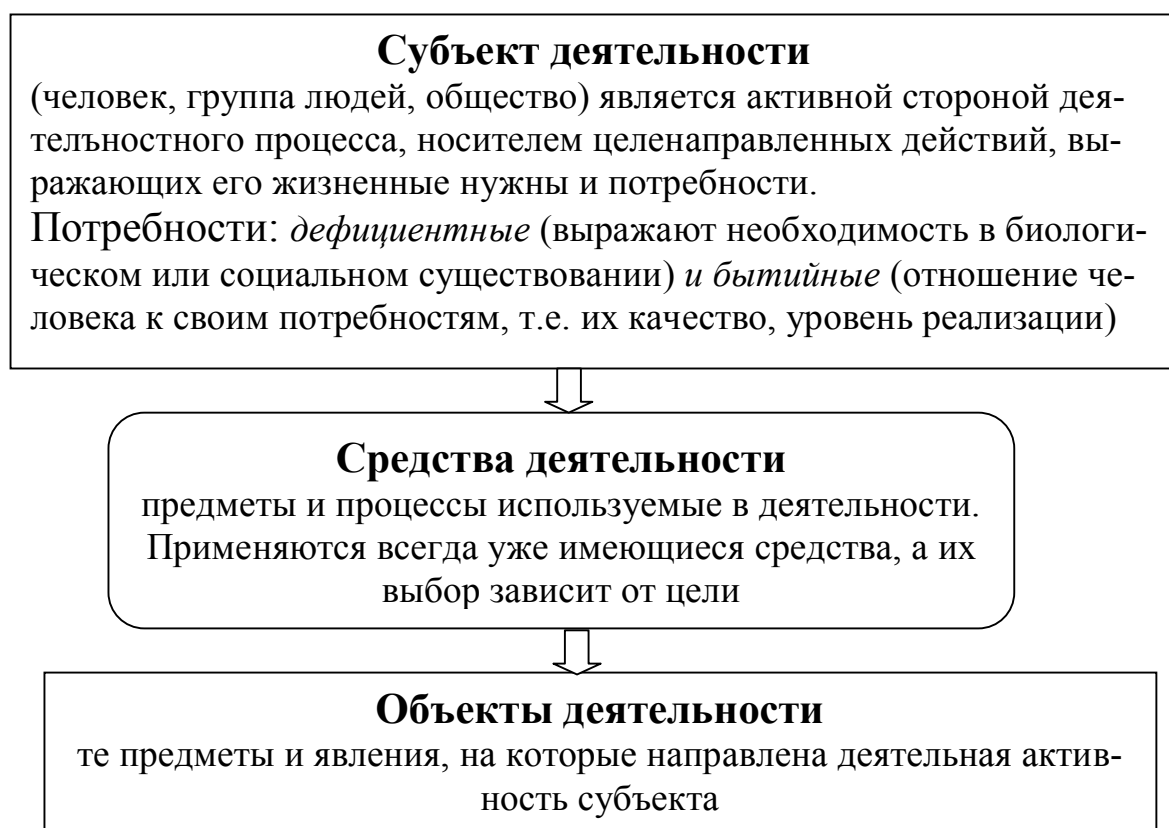 Субъект деятельности
(человек, группа людей, общество) является активной стороной дея-
телъностного процесса, носителем целенаправленных действий, вы-
ражающих его жизненные нужны и потребности.
Потребности: дефициентные (выражают необходимость в биологи-
ческом или социальном существовании) и бытийные (отношение че-
ловека к своим потребностям, т.е. их качество, уровень реализации)
Средства деятельности
предметы и процессы используемые в деятельности.
Применяются всегда уже имеющиеся средства, а их
выбор зависит от цели
Объекты деятельности
те предметы и явления, на которые направлена деятельная актив-
ность субъекта